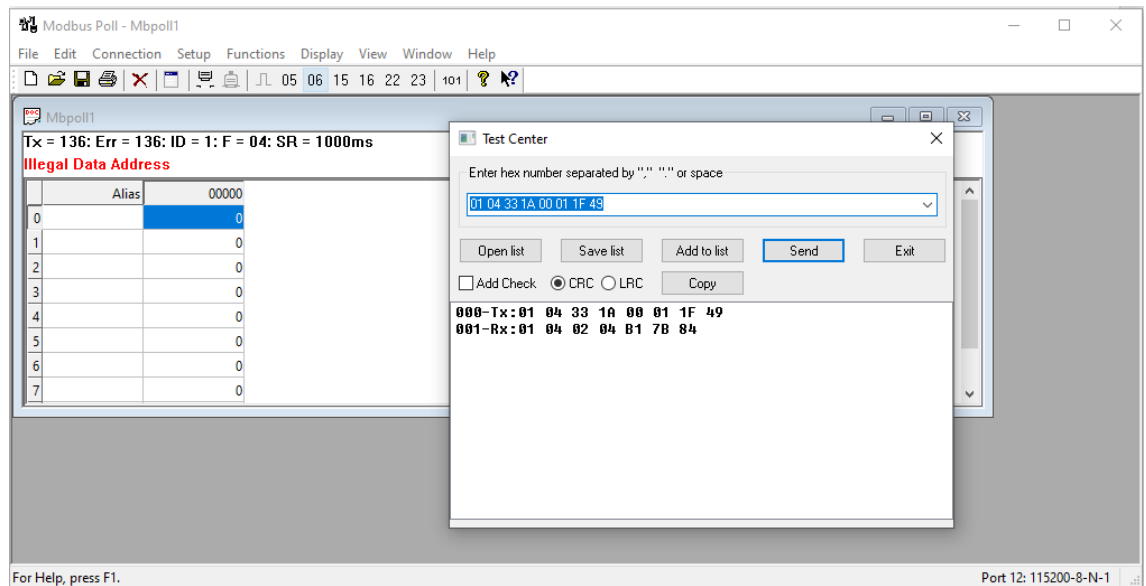 Modbus Poll - Mbpoll1
File Edit Connection Setup Functions Display View Window Help
05 06 15 16 22 23 101
Mbpoll1
Tx = 136: Err = 136: ID = 1: F = 04: SR = 1000ms
Illegal Data Address
Alias 00000
0 0
1 0
2 0
3 0
4 0
5 0
6 0
7 0
Test Center
Enter hex number separated by "," "." or space
01 04 33 1A 00 01 1F 49
Open list Save list Add to list Send Exit
Add Check CRC LRC Copy
000-Tx:01 04 33 1A 00 01 1F 49
001-Rx:01 04 02 04 B1 7B 84
For Help, press F1. Port 12: 115200-8-N-1